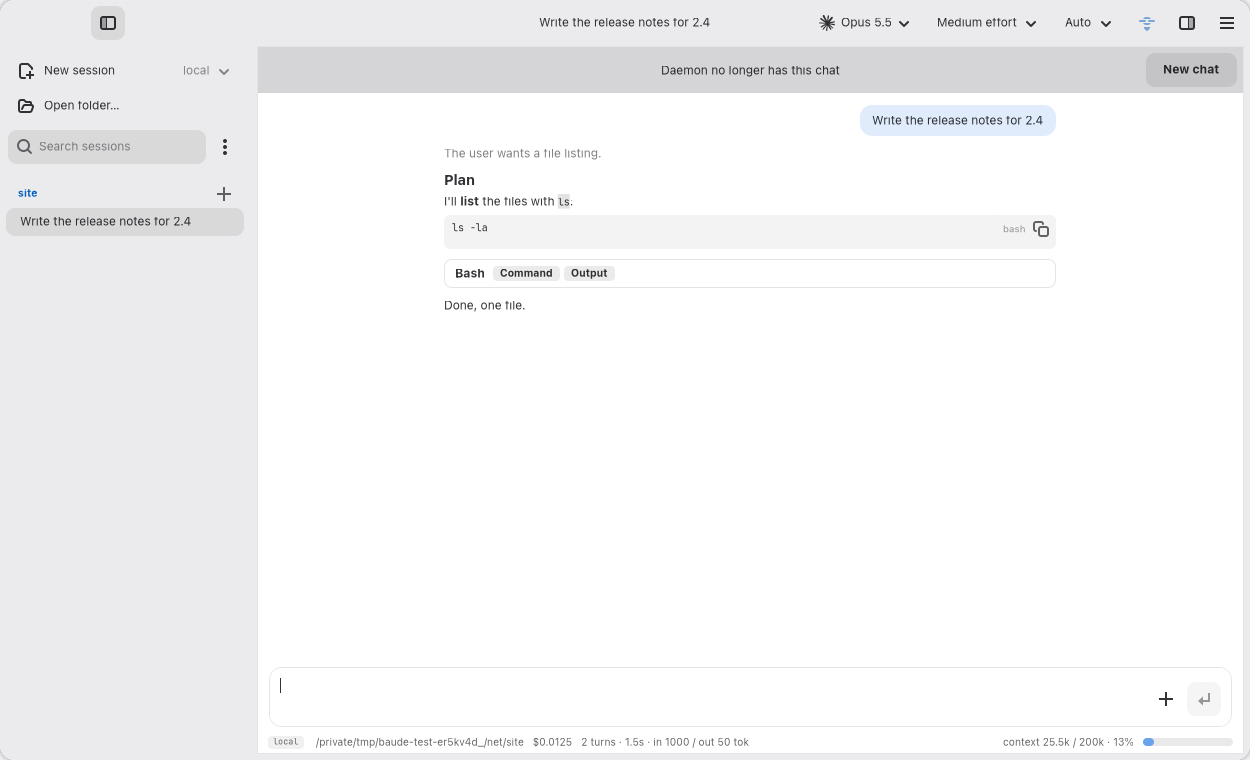 Write the release notes for 2.4
Opus 5.5
Medium effort
Auto
New session
local
Open folder...
Search sessions
site
Write the release notes for 2.4
Daemon no longer has this chat
New chat
Write the release notes for 2.4
The user wants a file listing.
Plan
I'll list the files with ls:
ls -la
bash
Bash Command Output
Done, one file.
local /private/tmp/baude-test-er5kv4d_/net/site $0.0125 2 turns · 1.5s · in 1000 / out 50 tok
context 25.5k / 200k · 13%